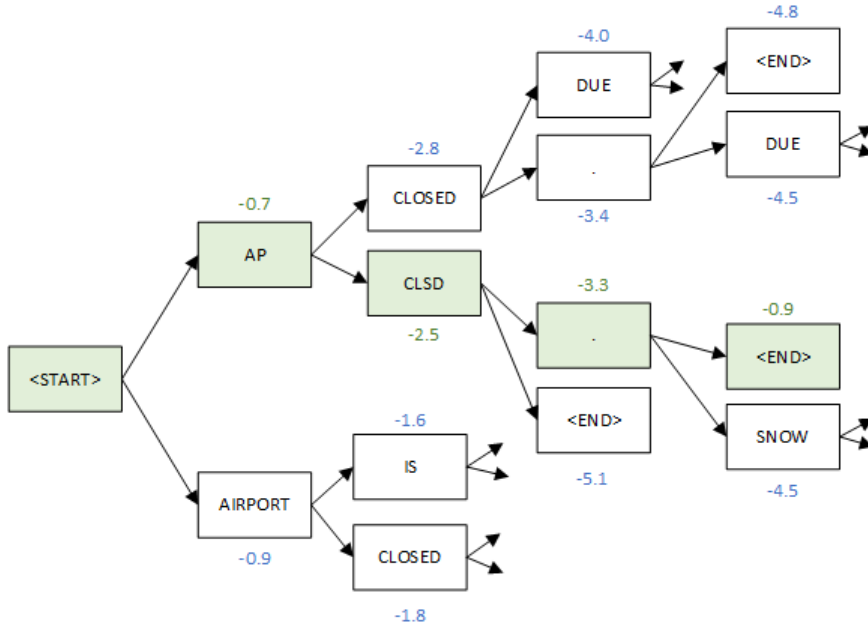 -4.8
-4.0
<END>
DUE
-2.8
DUE
.
CLOSED
-0.7
-3.4
-4.5
AP
CLSD
-3.3
-0.9
-2.5
.
<END>
<START>
-1.6
<END>
SNOW
IS
-5.1
-4.5
AIRPORT
-0.9
CLOSED
-1.8